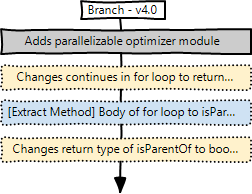 Branch - v4.0
Adds parallelizable optimizer module
Changes continues in for loop to return...
[Extract Method] Body of for loop to isPar...
Changes return type of isParentOf to boo...